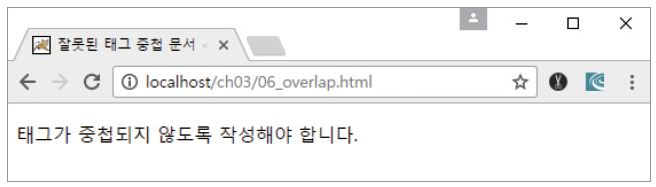 잘못된 태그 중첩 문서
localhost/ch03/06_overlap.html
태그가 중첩되지 않도록 작성해야 합니다.